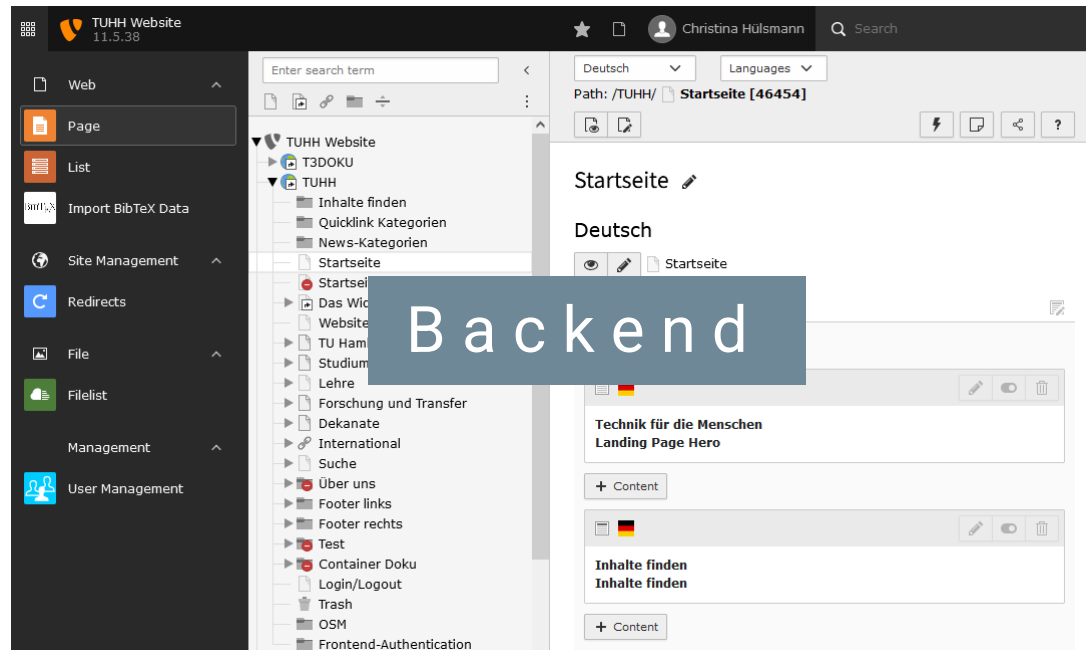 TUHH Website
11.5.38
Christina Hülsmann
Search
Web
Page
List
BibTeX
Import BibTeX Data
Site Management
Redirects
File
Filelist
Management
User Management
Enter search term
TUHH Website
T3DOKU
TUHH
Inhalte finden
Quicklink Kategorien
News-Kategorien
Startseite
Startsei
Das Wid
Website
TU Ham
Studium
Lehre
Forschung und Transfer
Dekanate
International
Suche
Über uns
Footer links
Footer rechts
Test
Container Doku
Login/Logout
Trash
OSM
Frontend-Authentication
Deutsch
Languages
Path: /TUHH/ Startseite [46454]
?
Startseite
Deutsch
Startseite
Backend
Technik für die Menschen
Landing Page Hero
+ Content
Inhalte finden
Inhalte finden
+ Content